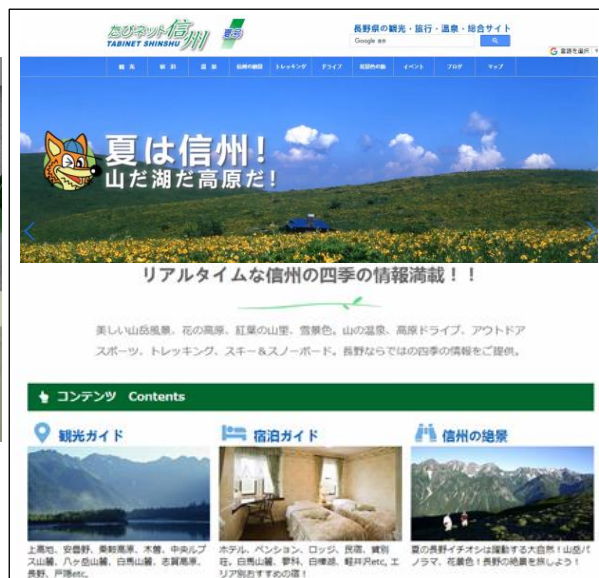 たびネット信州
TABINET SHINSHU
夏号
長野県の観光・旅行・温泉・総合サイト
Google 検索
言語を選択
観光 宿泊 温泉 信州の絶景 トレッキング ドライブ イベント ブログ マップ
夏は信州!
山だ湖だ高原だ!
リアルタイムな信州の四季の情報満載!!
美しい山岳風景、花の高原、紅葉の山里、雪景色。山の温泉、高原ドライブ、アウトドア
スポーツ、トレッキング、スキー&スノーボード。長野ならではの四季の情報をご提供。
コンテンツ Contents
観光ガイド
宿泊ガイド
信州の絶景
上高地、安曇野、乗鞍高原、木曽、中央アルプ
ス山麓、八ヶ岳山麓、白馬山麓、志賀高原、
長野、戸隠etc.
ホテル、ペンション、ロッジ、民宿、貸別
荘。白馬山麓、蓼科、白樺湖、軽井沢etc. エ
リア別おすすめの宿!
夏の長野イチオシは躍動する大自然!山岳パ
ノラマ、花景色!長野の絶景を旅しよう!